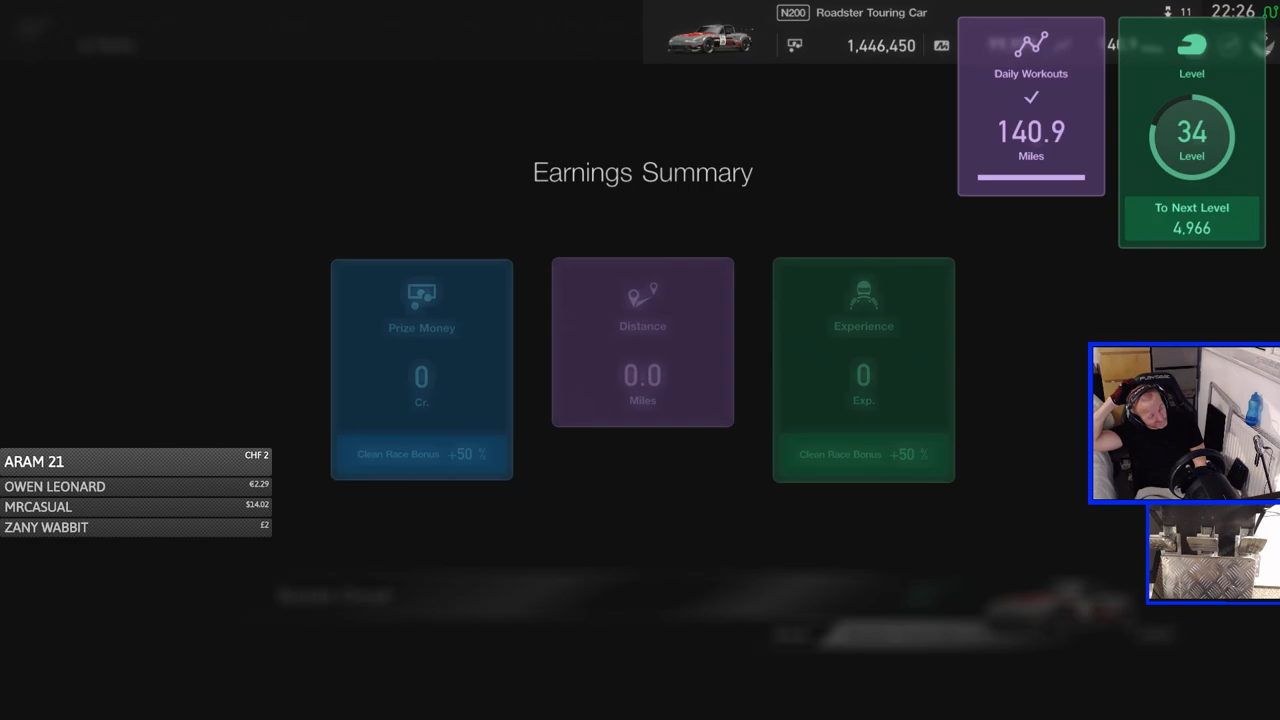 N200 Roadster Touring Car
11
22:26
1,446,450
Daily Workouts
140.9
Miles
Level
34
Level
To Next Level
4,966
Earnings Summary
Prize Money
0
Cr.
Clean Race Bonus +50 %
Distance
0.0
Miles
Experience
0
Exp.
Clean Race Bonus +50 %
ARAM 21 CHF 2
OWEN LEONARD €2.29
MRCASUAL $14.02
ZANY WABBIT £2